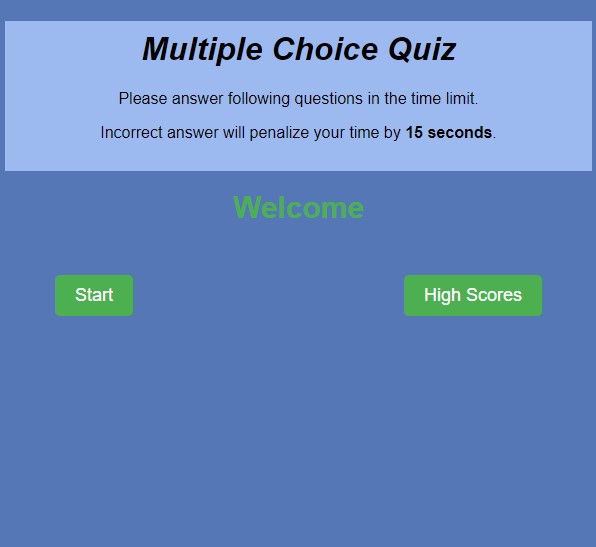 Multiple Choice Quiz
Please answer following questions in the time limit.
Incorrect answer will penalize your time by 15 seconds.
Welcome
Start
High Scores